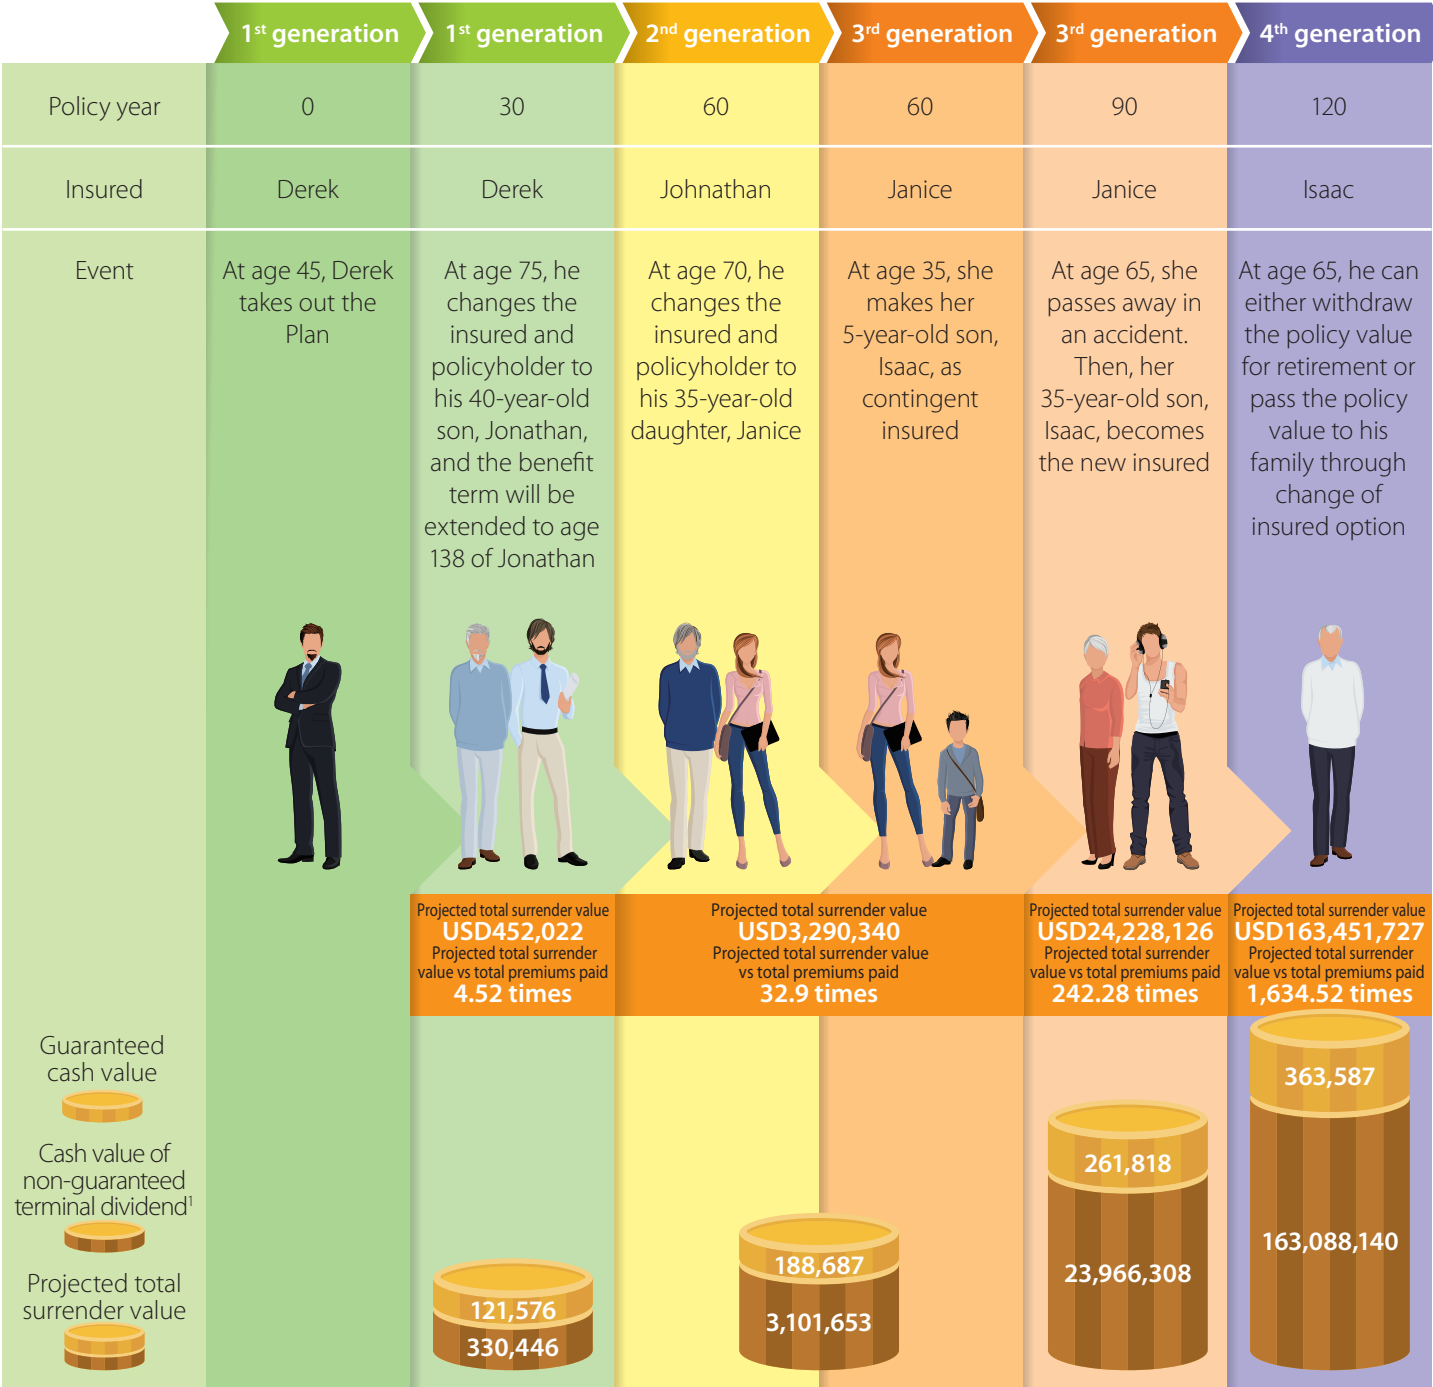 1st generation
1st generation
2nd generation
3rd generation
3rd generation
4th generation
Policy year
0
30
60
60
90
120
Insured
Derek
Derek
Johnathan
Janice
Janice
Isaac
Event
At age 45, Derek
takes out the
Plan
At age 75, he
changes the
insured and
policyholder to
his 40-year-old
son, Jonathan,
and the benefit
term will be
extended to age
138 of Jonathan
At age 70, he
changes the
insured and
policyholder to
his 35-year-old
daughter, Janice
At age 35, she
makes her
5-year-old son,
Isaac, as
contingent
insured
At age 65, she
passes away in
an accident.
Then, her
35-year-old son,
Isaac, becomes
the new insured
At age 65, he can
either withdraw
the policy value
for retirement or
pass the policy
value to his
family through
change of
insured option
Projected total surrender value
USD452,022
Projected total surrender
value vs total premiums paid
4.52 times
Projected total surrender value
USD3,290,340
Projected total surrender value
vs total premiums paid
32.9 times
Projected total surrender value
USD24,228,126
Projected total surrender
value vs total premiums paid
242.28 times
Projected total surrender value
USD163,451,727
Projected total surrender
value vs total premiums paid
1,634.52 times
Guaranteed
cash value
Cash value of
non-guaranteed
terminal dividend1
Projected total
surrender value
121,576
330,446
188,687
3,101,653
261,818
23,966,308
363,587
163,088,140